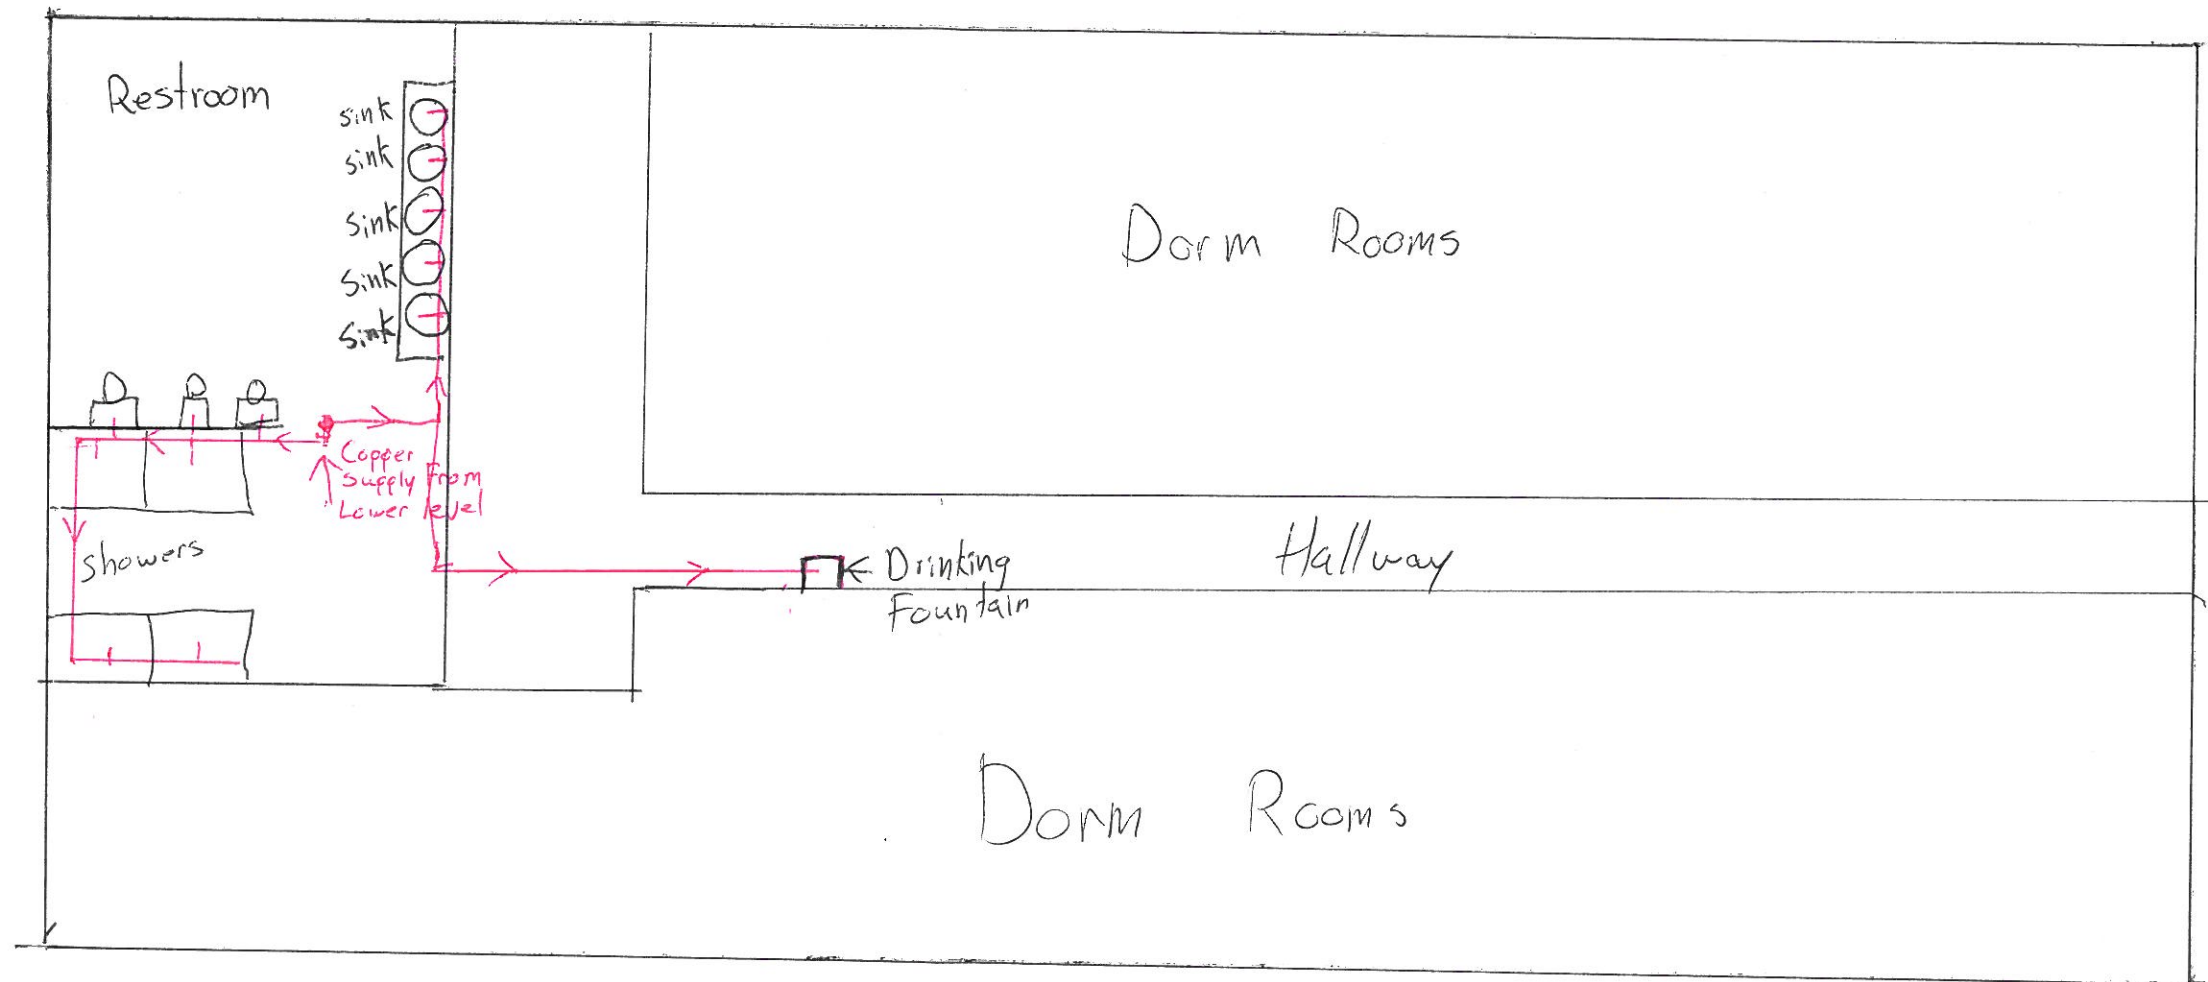 Restroom
sink
sink
sink
sink
sink
Dorm Rooms
Copper
Supply From
Lower level
showers
Drinking
Fountain
Hallway
Dorm Rooms